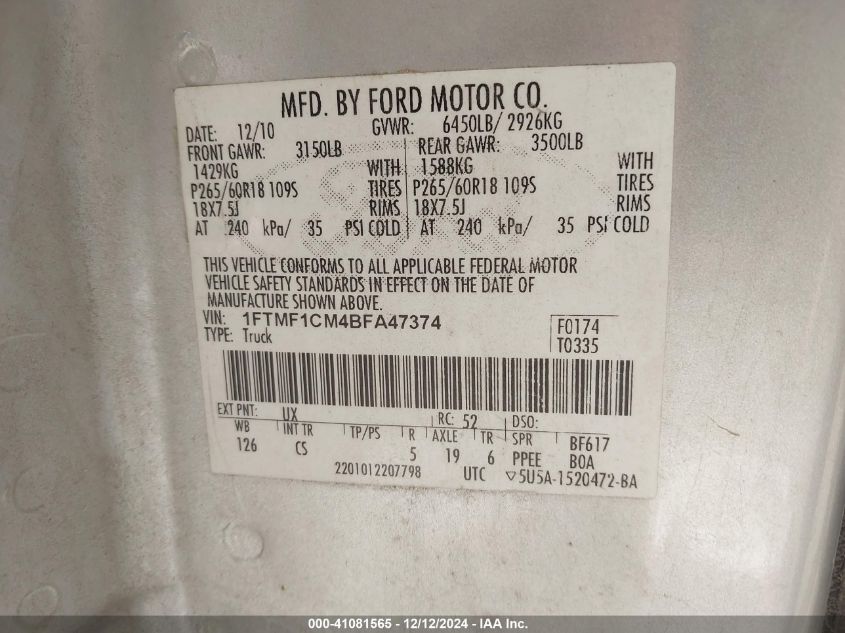 MFD. BY FORD MOTOR CO.
DATE: 12/10 GVWR: 6450LB/ 2926KG
FRONT GAWR: 3150LB REAR GAWR: 3500LB
1429KG WITH 1588KG WITH
P265/60R18 109S TIRES P265/60R18 109S TIRES
18X7.5J RIMS 18X7.5J RIMS
AT 240 kPa/ 35 PSI COLD AT 240 kPa/ 35 PSI COLD
THIS VEHICLE CONFORMS TO ALL APPLICABLE FEDERAL MOTOR
VEHICLE SAFETY STANDARDS IN EFFECT ON THE DATE OF
MANUFACTURE SHOWN ABOVE.
VIN: 1FTMF1CM4BFA47374 F0174
TYPE: Truck T0335
EXT PNT: UX RC: 52 DSO:
WB INT TR TP/PS R AXLE TR SPR BF617
126 CS 5 19 6 PPEE B0A
2201012207798 UTC ▽5U5A-1520472-BA
000-41081565 - 12/12/2024 - IAA Inc.